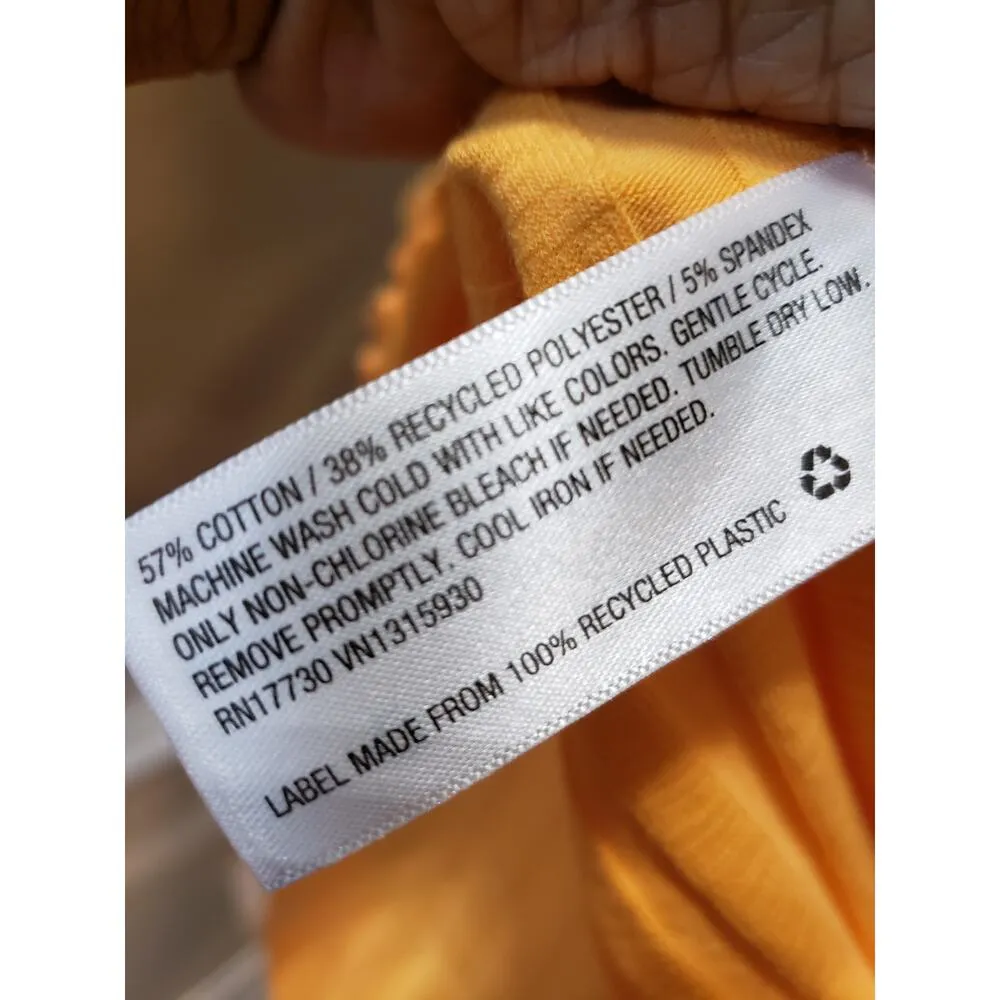 57% COTTON / 38% RECYCLED POLYESTER / 5% SPANDEX
MACHINE WASH COLD WITH LIKE COLORS. GENTLE CYCLE.
ONLY NON-CHLORINE BLEACH IF NEEDED. TUMBLE DRY LOW.
REMOVE PROMPTLY. COOL IRON IF NEEDED.
RN17730 VN1315930
LABEL MADE FROM 100% RECYCLED PLASTIC